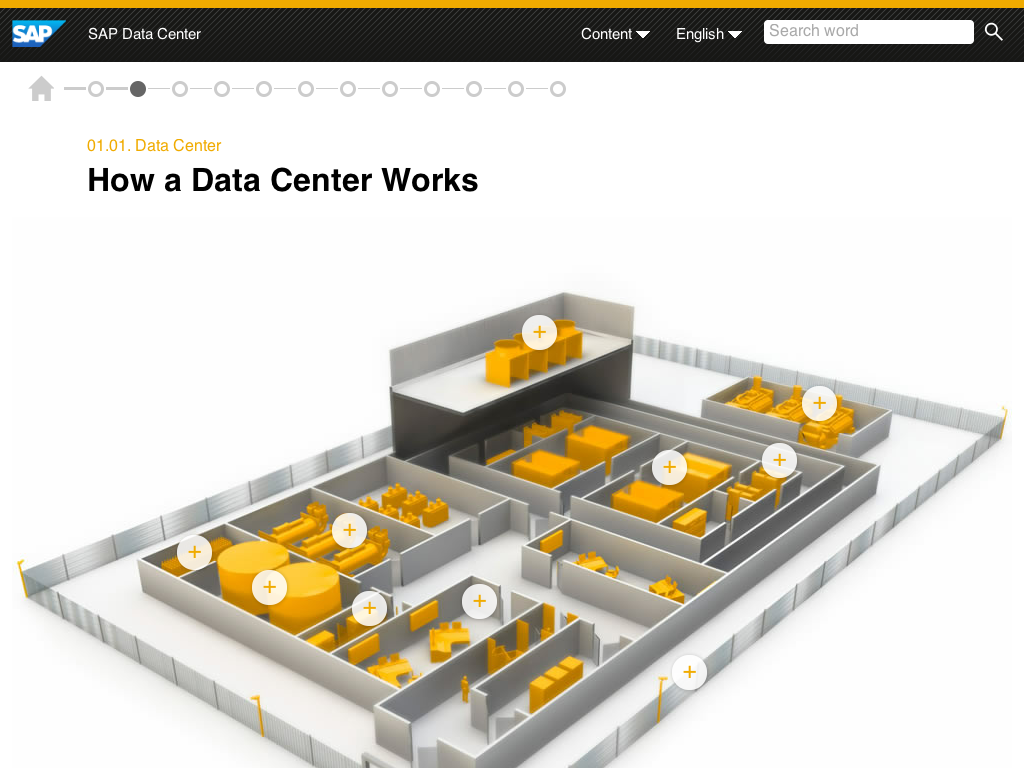 SAP
SAP Data Center
Content
English
Search word
01.01. Data Center
How a Data Center Works